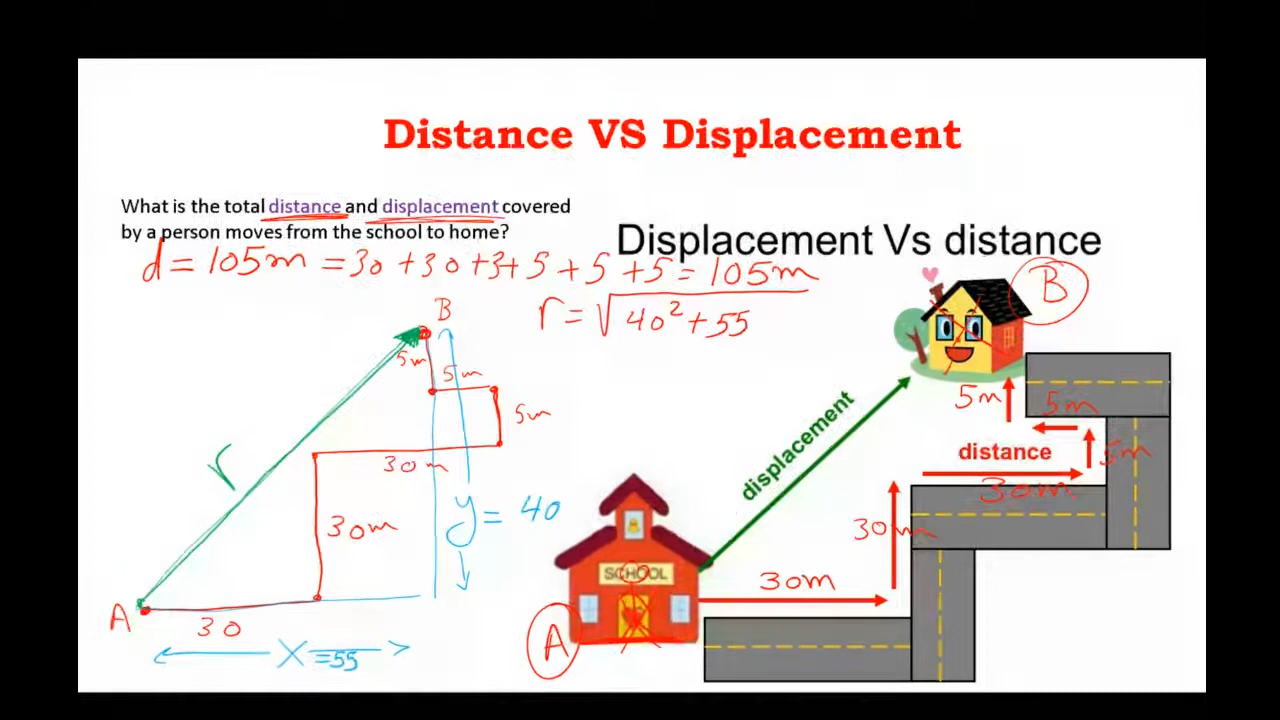 Distance VS Displacement
What is the total distance and displacement covered
by a person moves from the school to home?
d = 105m = 30 + 30 + 3 + 5 + 5 + 5 = 105m
r = √40² + 55
Displacement Vs distance
B
B
5m
5m
5m
r
30m
30m
y = 40
A
30
X = 55
displacement
distance
5m
5m
5m
30m
30m
SCHOOL
30m
A